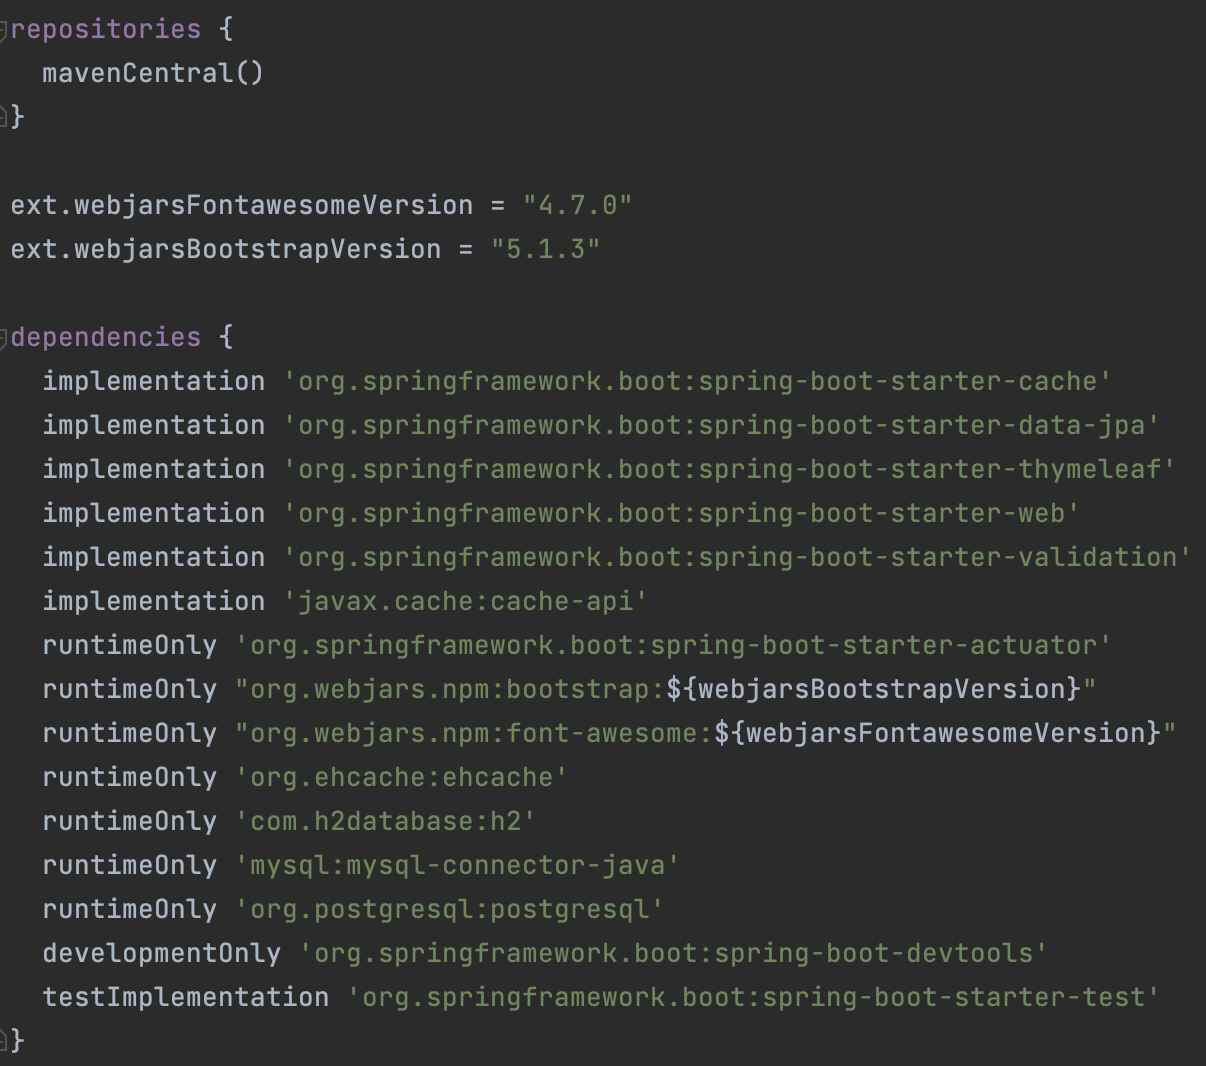 repositories {
  mavenCentral()
}

ext.webjarsFontawesomeVersion = "4.7.0"
ext.webjarsBootstrapVersion = "5.1.3"

dependencies {
  implementation 'org.springframework.boot:spring-boot-starter-cache'
  implementation 'org.springframework.boot:spring-boot-starter-data-jpa'
  implementation 'org.springframework.boot:spring-boot-starter-thymeleaf'
  implementation 'org.springframework.boot:spring-boot-starter-web'
  implementation 'org.springframework.boot:spring-boot-starter-validation'
  implementation 'javax.cache:cache-api'
  runtimeOnly 'org.springframework.boot:spring-boot-starter-actuator'
  runtimeOnly "org.webjars.npm:bootstrap:${webjarsBootstrapVersion}"
  runtimeOnly "org.webjars.npm:font-awesome:${webjarsFontawesomeVersion}"
  runtimeOnly 'org.ehcache:ehcache'
  runtimeOnly 'com.h2database:h2'
  runtimeOnly 'mysql:mysql-connector-java'
  runtimeOnly 'org.postgresql:postgresql'
  developmentOnly 'org.springframework.boot:spring-boot-devtools'
  testImplementation 'org.springframework.boot:spring-boot-starter-test'
}